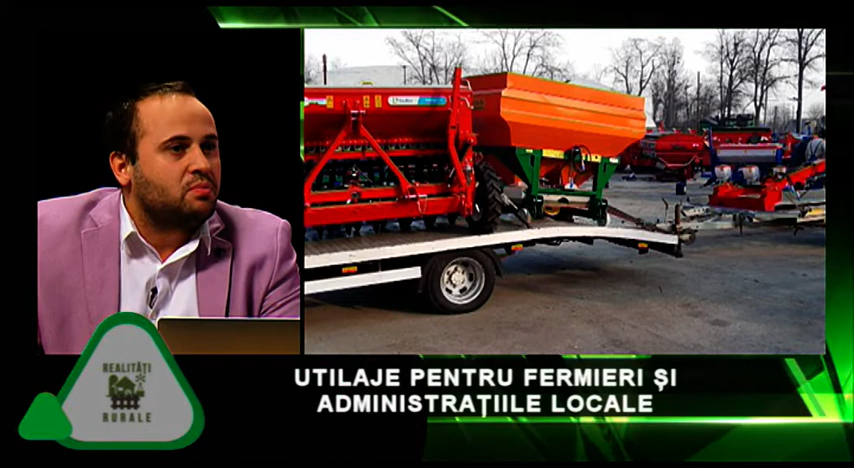 UTILAJE PENTRU FERMIERI ȘI
ADMINISTRAȚIILE LOCALE
REALITĂȚI
RURALE